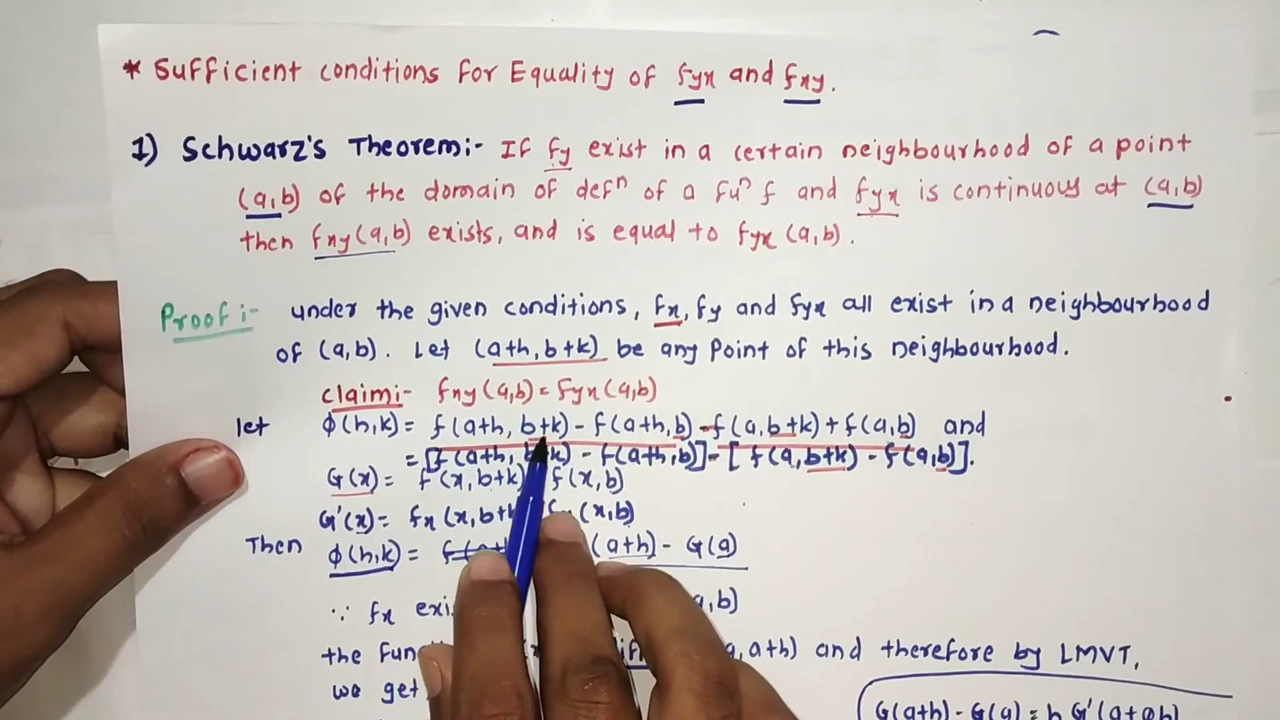 * Sufficient conditions for Equality of fyx and fxy.
1) Schwarz's Theorem:- If fy exist in a certain neighbourhood of a point
(a,b) of the domain of defⁿ of a fuⁿ f and fyx is continuous at (a,b)
then fxy(a,b) exists, and is equal to fyx (a,b).
Proof:- under the given conditions, fx, fy and fyx all exist in a neighbourhood
of (a,b). Let (a+h, b+k) be any Point of this neighbourhood.
claim:- fxy (a,b) = fyx (a,b)
let ϕ(h,k) = f(a+h, b+k) - f(a+h, b) - f(a, b+k) + f(a,b) and
= [f(a+h, b+k) - f(a+h, b)] - [f(a, b+k) - f(a,b)].
G(x) = f(x, b+k) f(x,b)
G'(x) = fx (x, b+ fx (x,b)
Then ϕ(h,k) = (a+h) - G(a)
∵ fx a,b)
the a, a+h) and therefore by LMVT,
we get
G(a+h) - G(a) = h G'(a+θh)